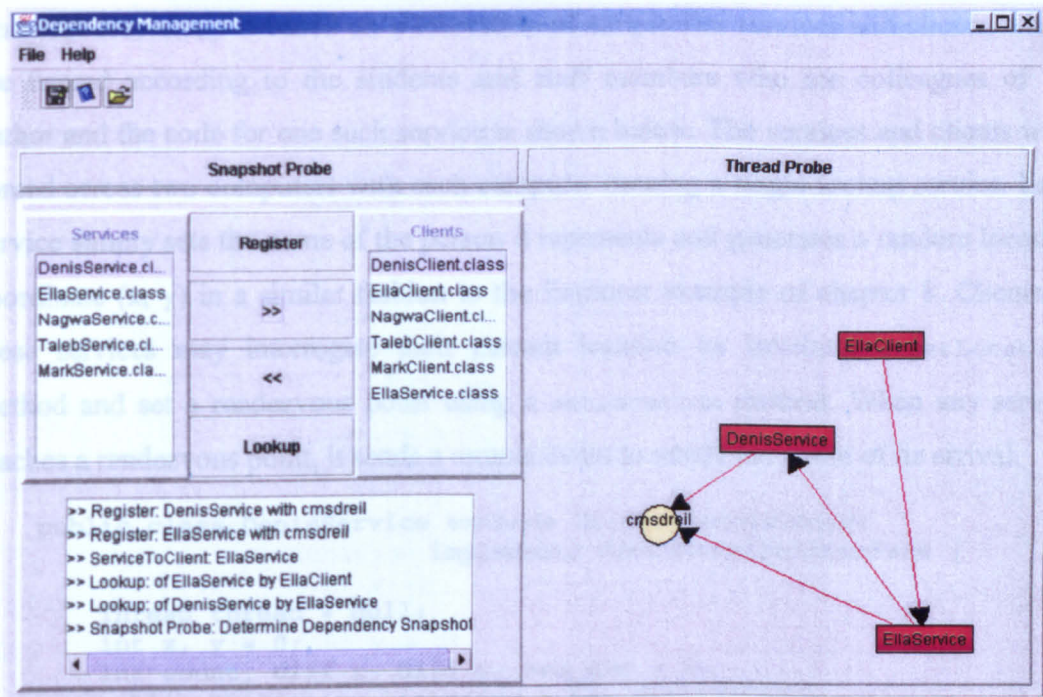 Dependency Management
File Help
Snapshot Probe
Thread Probe
Services
DenisService.cl...
EllaService.class
NagwaService.c...
TalebService.cl...
MarkService.cla...
Register
>>
<<
Lookup
Clients
DenisClient.class
EllaClient.class
NagwaClient.cl...
TalebClient.class
MarkClient.class
EllaService.class
>> Register: DenisService with cmsdreil
>> Register: EllaService with cmsdreil
>> ServiceToClient: EllaService
>> Lookup: of EllaService by EllaClient
>> Lookup: of DenisService by EllaService
>> Snapshot Probe: Determine Dependency Snapshot
EllaClient
DenisService
cmsdreil
EllaService